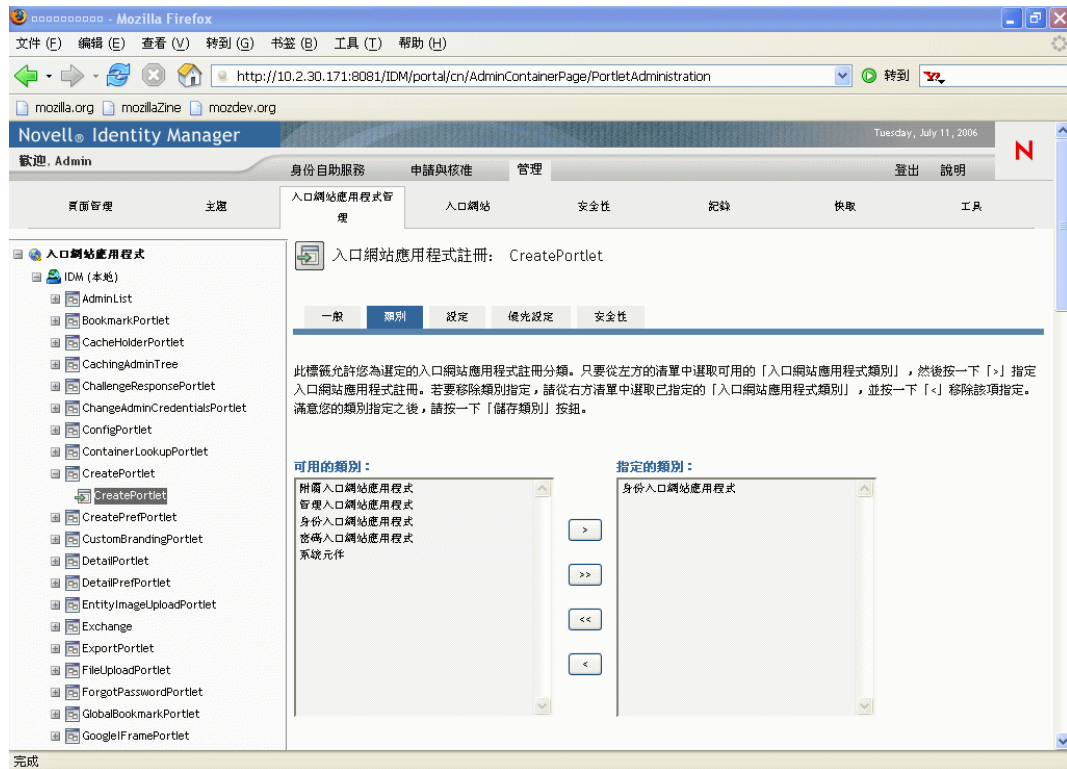 □□□□□□□□□□ - Mozilla Firefox
文件 (F) 编辑 (E) 查看 (V) 转到 (G) 书签 (B) 工具 (T) 帮助 (H)
http://10.2.30.171:8081/IDM/portal/cn/AdminContainerPage/PortletAdministration 转到
mozilla.org mozillaZine mozdev.org
Novell® Identity Manager
Tuesday, July 11, 2006
N
歡迎, Admin
身份自助服務 申請與核准 管理 登出 說明
頁面管理 主題 入口網站應用程式管理 入口網站 安全性 記錄 快取 工具
入口網站應用程式
IDM (本地)
AdminList
BookmarkPortlet
CacheHolderPortlet
CachingAdminTree
ChallengeResponsePortlet
ChangeAdminCredentialsPortlet
ConfigPortlet
ContainerLookupPortlet
CreatePortlet
CreatePortlet
CreatePrefPortlet
CustomBrandingPortlet
DetailPortlet
DetailPrefPortlet
EntityImageUploadPortlet
Exchange
ExportPortlet
FileUploadPortlet
ForgotPasswordPortlet
GlobalBookmarkPortlet
GoogleIFramePortlet
入口網站應用程式註冊： CreatePortlet
一般 類別 設定 優先設定 安全性
此標籤允許您為選定的入口網站應用程式註冊分類。只要從左方的清單中選取可用的「入口網站應用程式類別」，然後按一下「>」指定
入口網站應用程式註冊。若要移除類別指定，請從右方清單中選取已指定的「入口網站應用程式類別」，並按一下「<」移除該項指定。
滿意您的類別指定之後，請按一下「儲存類別」按鈕。
可用的類別：
附屬入口網站應用程式
管理入口網站應用程式
身份入口網站應用程式
密碼入口網站應用程式
系統元件
>
>>
<<
<
指定的類別：
身份入口網站應用程式
完成